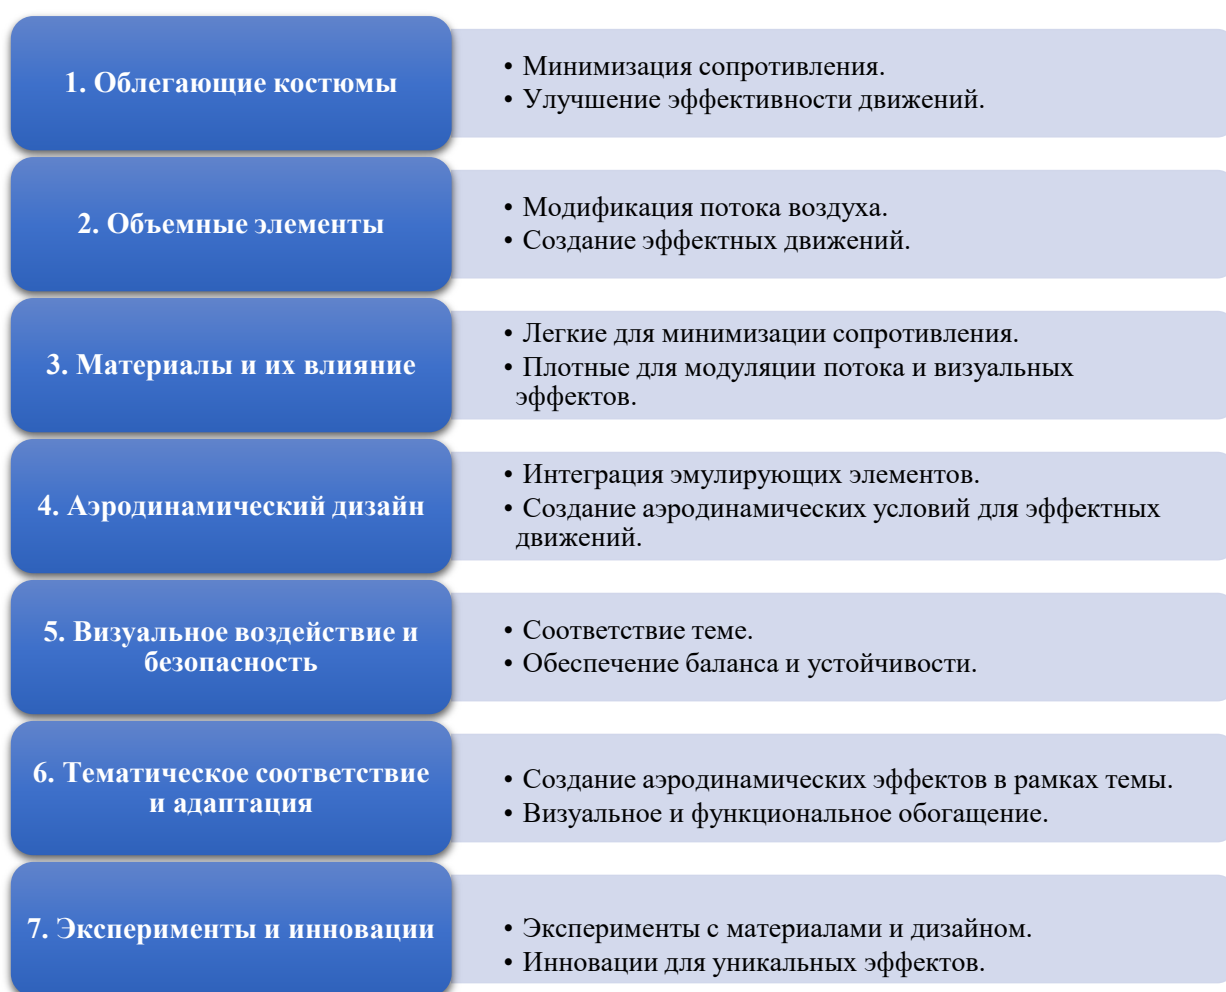 1. Облегающие костюмы
• Минимизация сопротивления.
• Улучшение эффективности движений.
2. Объемные элементы
• Модификация потока воздуха.
• Создание эффектных движений.
3. Материалы и их влияние
• Легкие для минимизации сопротивления.
• Плотные для модуляции потока и визуальных
эффектов.
4. Аэродинамический дизайн
• Интеграция эмулирующих элементов.
• Создание аэродинамических условий для эффектных
движений.
5. Визуальное воздействие и
безопасность
• Соответствие теме.
• Обеспечение баланса и устойчивости.
6. Тематическое соответствие
и адаптация
• Создание аэродинамических эффектов в рамках темы.
• Визуальное и функциональное обогащение.
7. Эксперименты и инновации
• Эксперименты с материалами и дизайном.
• Инновации для уникальных эффектов.